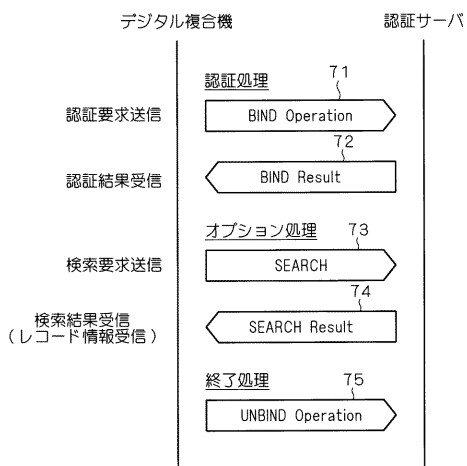 デジタル複合機
認証サーバ
認証処理
71
認証要求送信
BIND Operation
72
認証結果受信
BIND Result
オプション処理
73
検索要求送信
SEARCH
74
検索結果受信
(レコード情報受信)
SEARCH Result
終了処理
75
UNBIND Operation